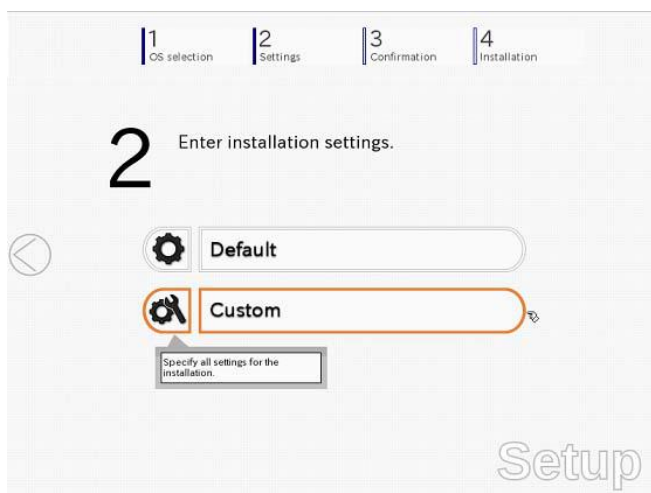 1
OS selection
2
Settings
3
Confirmation
4
Installation
2
Enter installation settings.
Default
Custom
Specify all settings for the
installation.
Setup